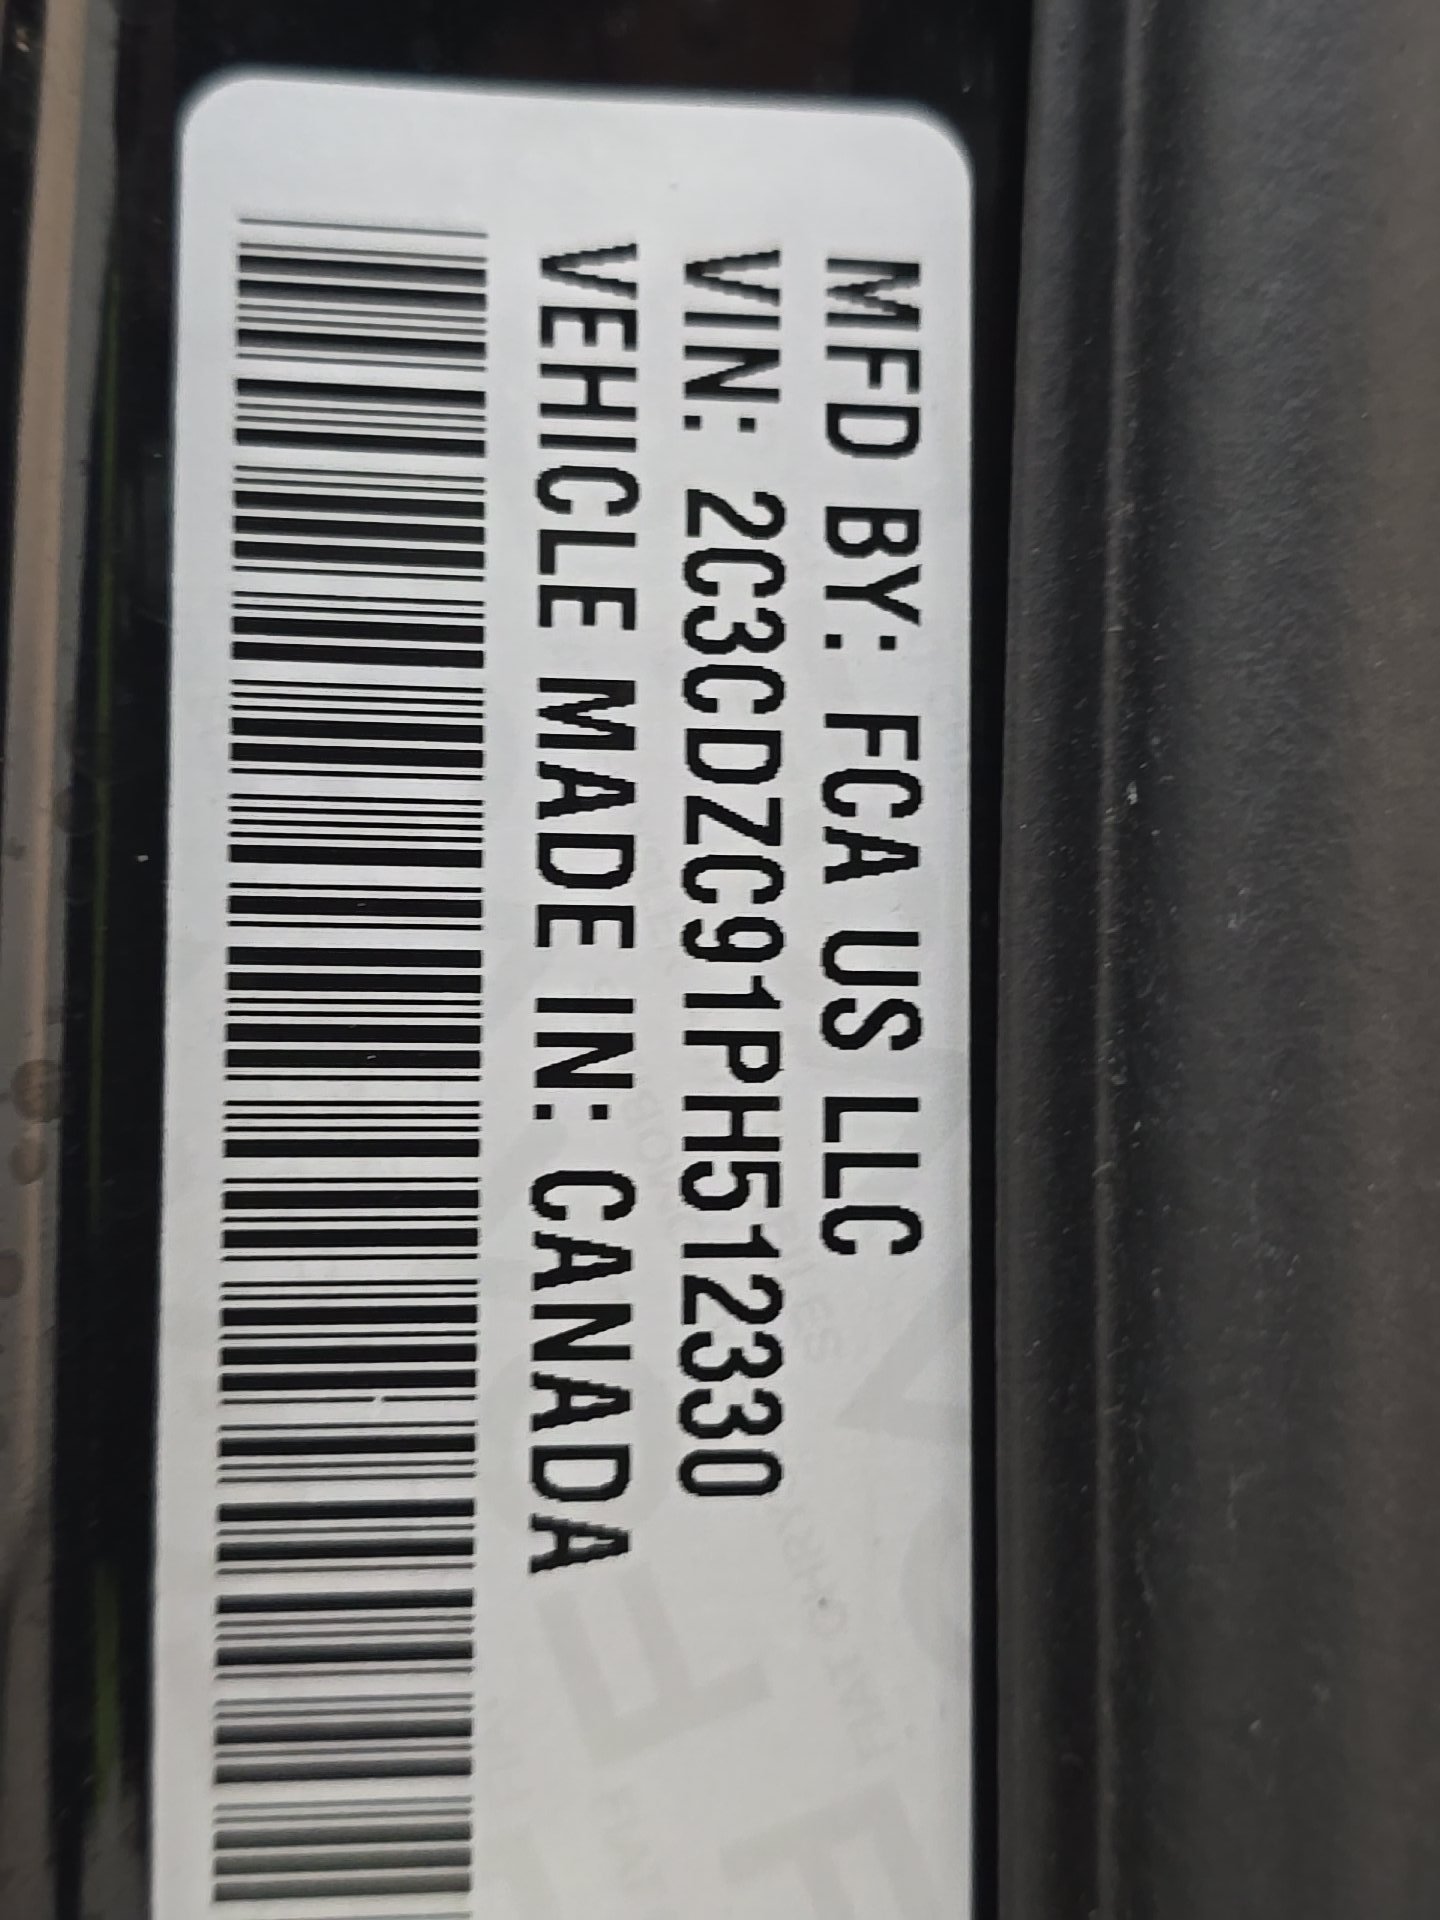 MFD BY: FCA US LLC
VIN: 2C3CDZC91PH512330
VEHICLE MADE IN: CANADA